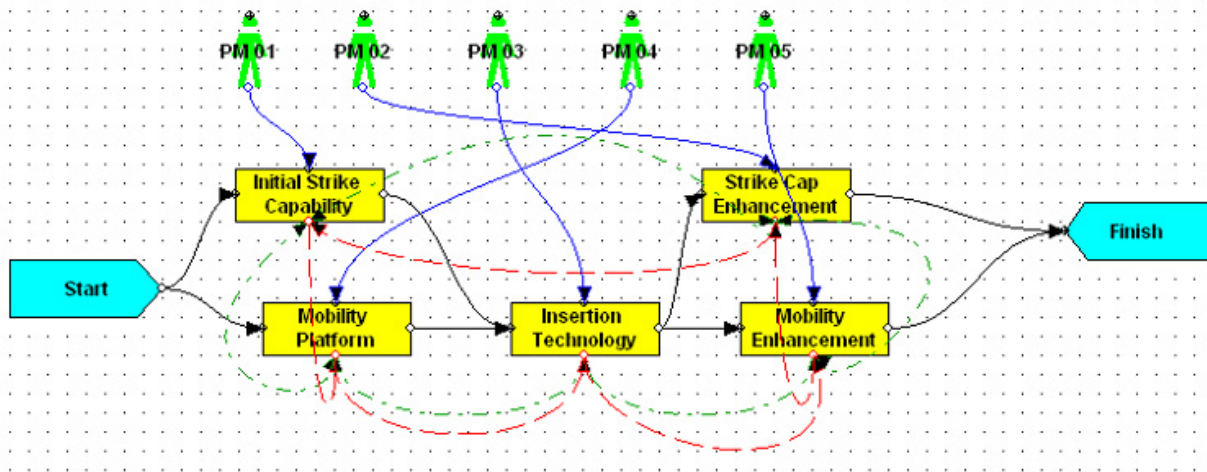 PM 01
PM 02
PM 03
PM 04
PM 05
Initial Strike
Capability
Strike Cap
Enhancement
Finish
Start
Mobility
Platform
Insertion
Technology
Mobility
Enhancement